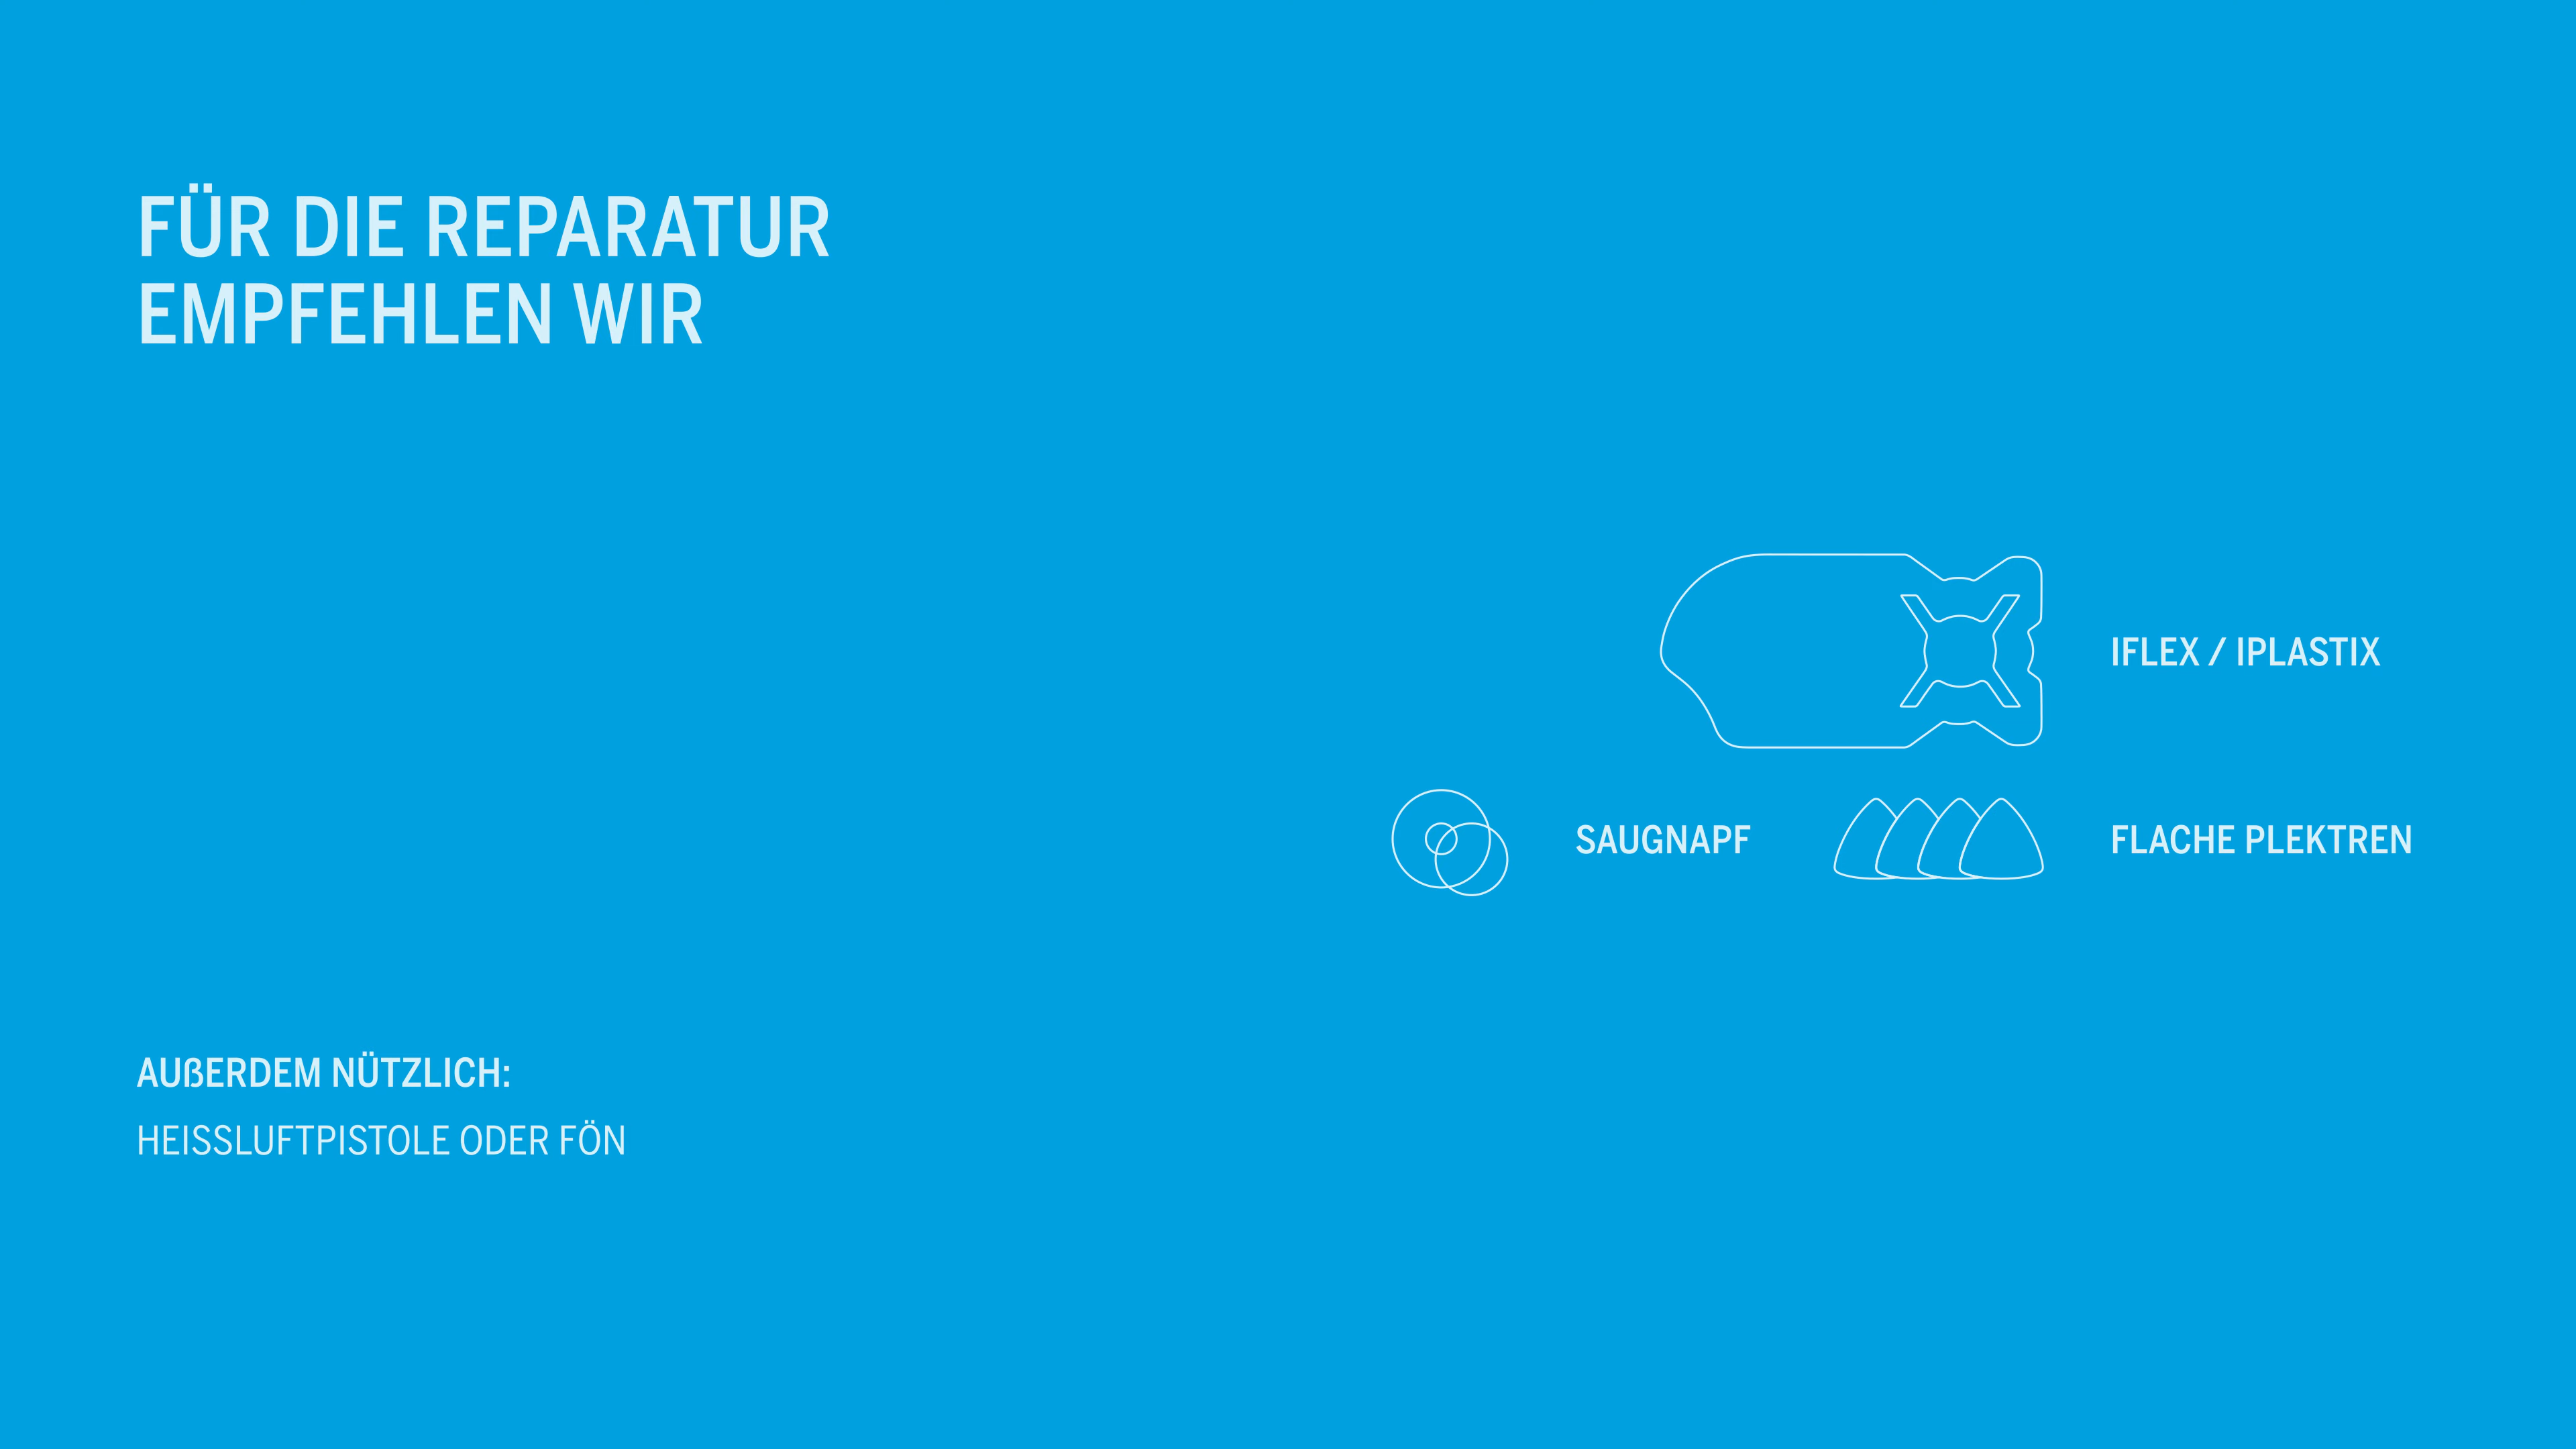 FÜR DIE REPARATUR
EMPFEHLEN WIR
IFLEX / IPLASTIX
SAUGNAPF
FLACHE PLEKTREN
AUßERDEM NÜTZLICH:
HEISSLUFTPISTOLE ODER FÖN